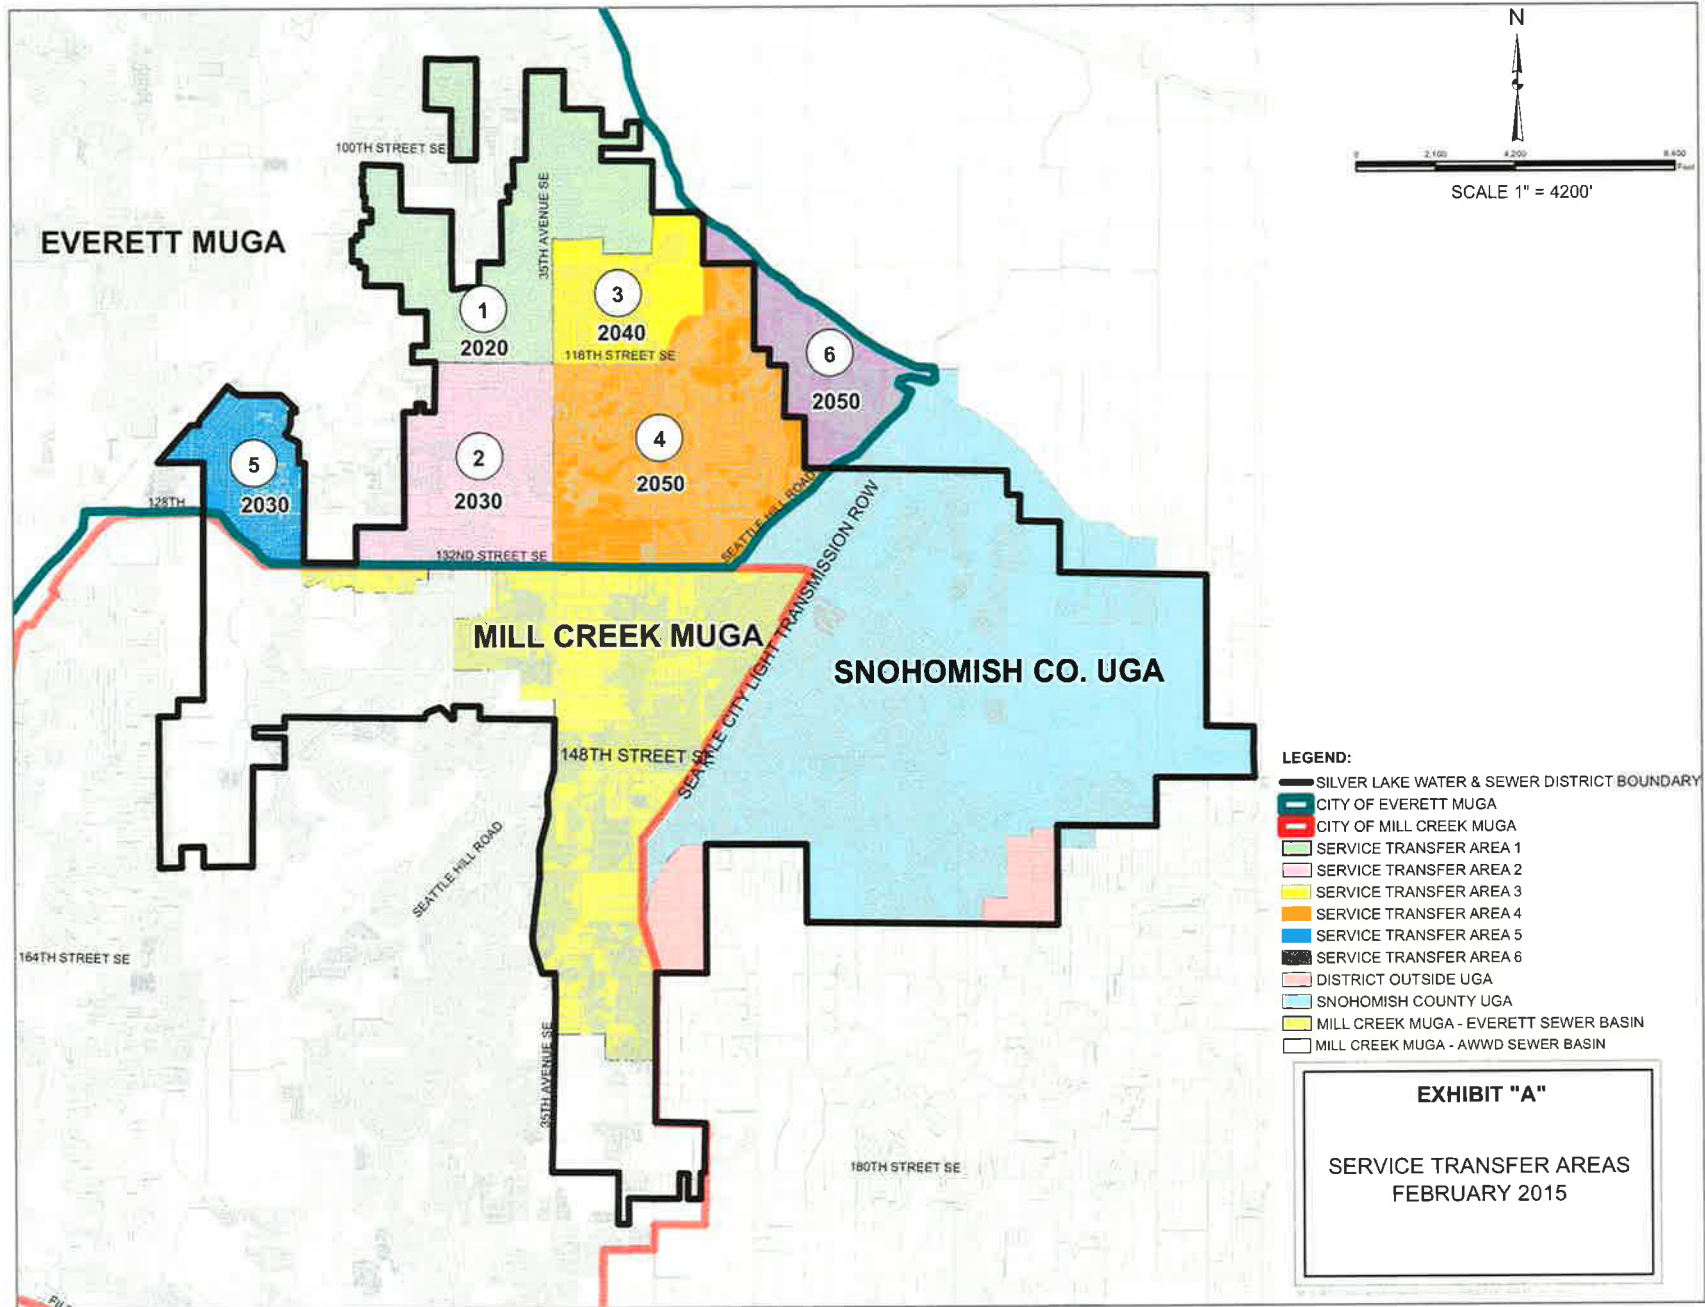 N
0 2,100 4,200 8,400
Feet
SCALE 1" = 4200'
100TH STREET SE
35TH AVENUE SE
EVERETT MUGA
1
2020
3
2040
118TH STREET SE
6
2050
5
2030
2
2030
4
2050
128TH
132ND STREET SE
SEATTLE HILL ROAD
SEATTLE CITY LIGHT TRANSMISSION ROW
MILL CREEK MUGA
SNOHOMISH CO. UGA
148TH STREET SE
SEATTLE HILL ROAD
164TH STREET SE
35TH AVENUE SE
180TH STREET SE
LEGEND:
SILVER LAKE WATER & SEWER DISTRICT BOUNDARY
CITY OF EVERETT MUGA
CITY OF MILL CREEK MUGA
SERVICE TRANSFER AREA 1
SERVICE TRANSFER AREA 2
SERVICE TRANSFER AREA 3
SERVICE TRANSFER AREA 4
SERVICE TRANSFER AREA 5
SERVICE TRANSFER AREA 6
DISTRICT OUTSIDE UGA
SNOHOMISH COUNTY UGA
MILL CREEK MUGA - EVERETT SEWER BASIN
MILL CREEK MUGA - AWWD SEWER BASIN
EXHIBIT "A"
SERVICE TRANSFER AREAS
FEBRUARY 2015